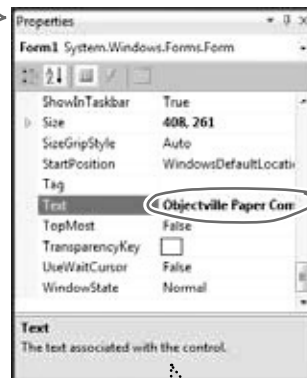 Properties
Form1 System.Windows.Forms.Form
ShowInTaskbar True
Size 408, 261
SizeGripStyle Auto
StartPosition WindowsDefaultLocati
Tag
Text Objectville Paper Com
TopMost False
TransparencyKey
UseWaitCursor False
WindowState Normal
Text
The text associated with the control.